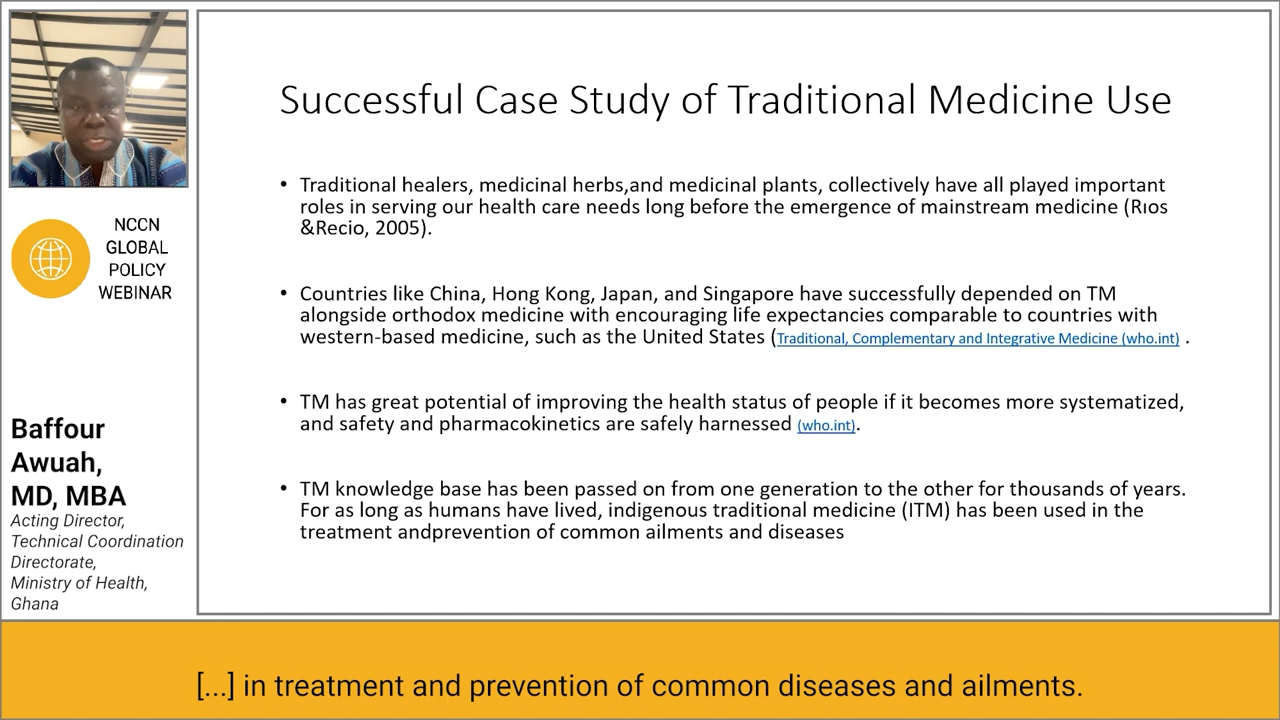 NCCN
GLOBAL
POLICY
WEBINAR
Baffour
Awuah,
MD, MBA
Acting Director,
Technical Coordination
Directorate,
Ministry of Health,
Ghana
Successful Case Study of Traditional Medicine Use
• Traditional healers, medicinal herbs,and medicinal plants, collectively have all played important
roles in serving our health care needs long before the emergence of mainstream medicine (Rıos
&Recio, 2005).
• Countries like China, Hong Kong, Japan, and Singapore have successfully depended on TM
alongside orthodox medicine with encouraging life expectancies comparable to countries with
western-based medicine, such as the United States (Traditional, Complementary and Integrative Medicine (who.int) .
• TM has great potential of improving the health status of people if it becomes more systematized,
and safety and pharmacokinetics are safely harnessed (who.int).
• TM knowledge base has been passed on from one generation to the other for thousands of years.
For as long as humans have lived, indigenous traditional medicine (ITM) has been used in the
treatment andprevention of common ailments and diseases
[...] in treatment and prevention of common diseases and ailments.